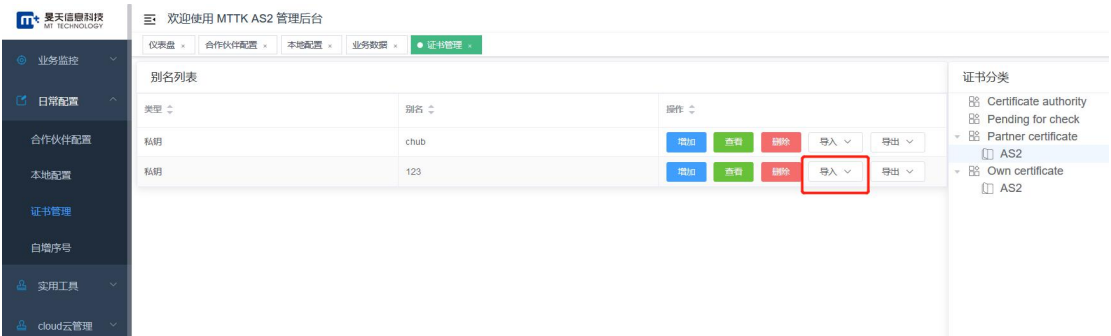 旻天信息科技
MT TECHNOLOGY
欢迎使用 MTTK AS2 管理后台
仪表盘 × 合作伙伴配置 × 本地配置 × 业务数据 × 证书管理 ×
业务监控
日常配置
合作伙伴配置
本地配置
证书管理
自增序号
实用工具
cloud云管理
别名列表
类型 别名 操作
私钥 chub 增加 查看 删除 导入 导出
私钥 123 增加 查看 删除 导入 导出
证书分类
Certificate authority
Pending for check
Partner certificate
AS2
Own certificate
AS2